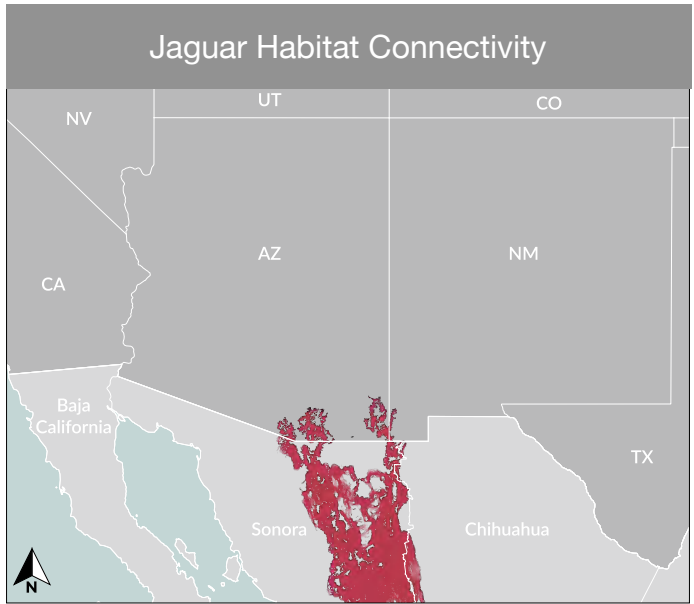 Jaguar Habitat Connectivity
UT
CO
NV
AZ
NM
CA
Baja
California
TX
Sonora
Chihuahua
N